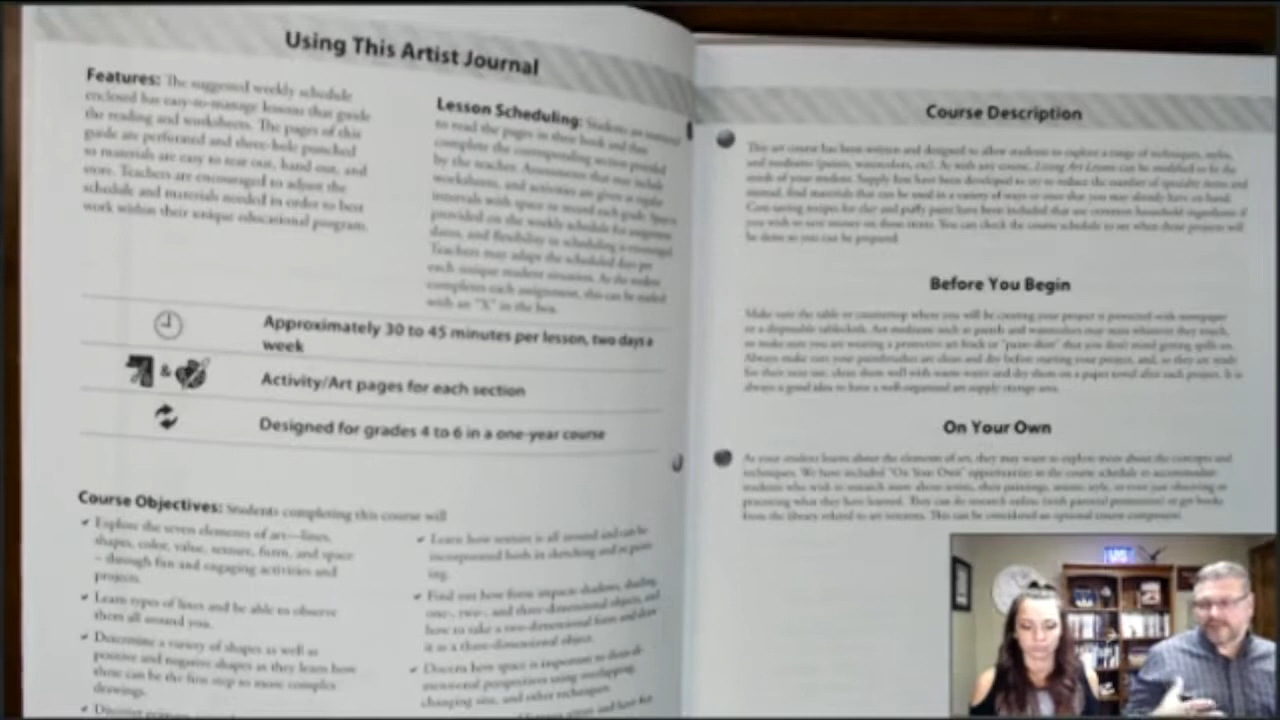 Using This Artist Journal
Features: The suggested weekly schedule
enclosed has easy-to-manage lessons that guide
the reading and worksheets. The pages of this
guide are perforated and three-hole punched
so materials are easy to tear out, hand out, and
store. Teachers are encouraged to adjust the
schedule and materials needed in order to best
work within their unique educational program.
Lesson Scheduling: Students are instructed
to read the pages in their book and then
complete the corresponding section provided
by the teacher. Assessments that may include
worksheets, and activities are given at regular
intervals with space to record each grade. Space is
provided on the weekly schedule for assignment
dates, and flexibility in scheduling is encouraged.
Teachers may adapt the scheduled days per
each unique student situation. As the student
completes each assignment, this can be marked
with an "X" in the box.
Approximately 30 to 45 minutes per lesson, two days a
week
&
Activity/Art pages for each section
Designed for grades 4 to 6 in a one-year course
Course Objectives: Students completing this course will
✓ Explore the seven elements of art—lines,
shapes, color, value, texture, form, and space
– through fun and engaging activities and
projects.
✓ Learn types of lines and be able to observe
them all around you.
✓ Determine a variety of shapes as well as
positive and negative shapes as they learn how
these can be the first step to more complex
drawings.
✓ Learn how texture is all around and can be
incorporated both in sketching and in paint-
ing.
✓ Find out how form impacts shadows, shading,
one-, two-, and three-dimensional objects, and
how to take a two-dimensional form and draw
it as a three-dimensional object.
✓ Discern how space is important to three-di-
mensional perspectives using overlapping,
changing size, and other techniques.
Course Description
This art course has been written and designed to allow students to explore a range of techniques, styles,
and mediums (paints, watercolors, etc). As with any course, Living Art Lessons can be modified to fit the
needs of your student. Supply lists have been developed to try to reduce the number of specialty items and
instead, find materials that can be used in a variety of ways or ones that you may already have on hand.
Cost-saving recipes for clay and puffy paint have been included that use common household ingredients if
you wish to save money on these items. You can check the course schedule to see when these projects will
be done so you can be prepared.
Before You Begin
Make sure the table or countertop where you will be creating your project is protected with newspaper
or a disposable tablecloth. Art mediums such as pastels and watercolors may stain whatever they touch,
so make sure you are wearing a protective art frock or "paint-shirt" that you don't mind getting spills on.
Always make sure your paintbrushes are clean and dry before starting your project, and, so they are ready
for their next use, clean them well with warm water and dry them on a paper towel after each project. It is
always a good idea to have a well-organized art supply storage area.
On Your Own
As your student learns about the elements of art, they may want to explore more about the concepts and
techniques. We have included "On Your Own" opportunities in the course schedule to accommodate
students who wish to research more about artists, their paintings, artistic style, or even just observing or
practicing what they have learned. They can do research online (with parental permission) or get books
from the library related to art interests. This can be considered an optional course component.